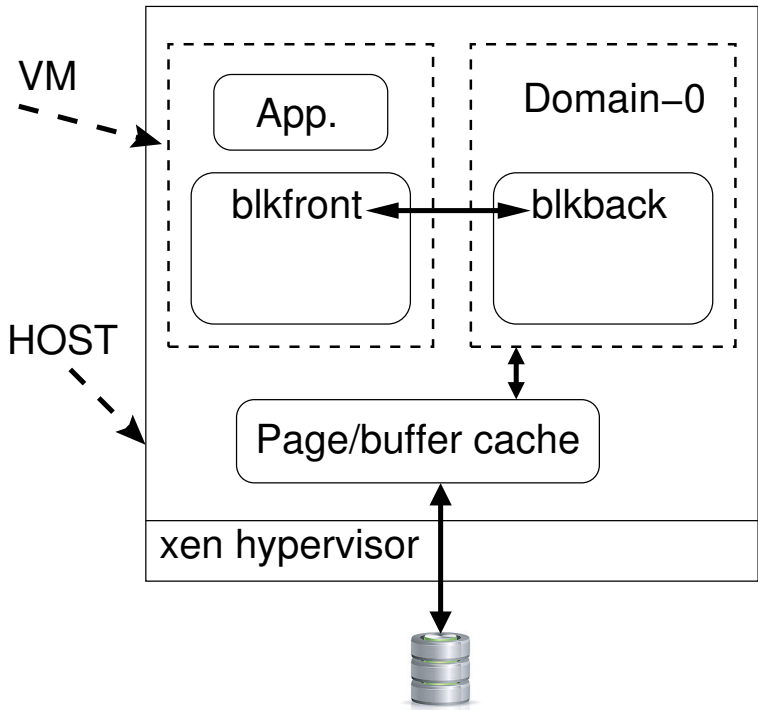 VM
App.
Domain−0
blkfront
blkback
HOST
Page/buffer cache
xen hypervisor